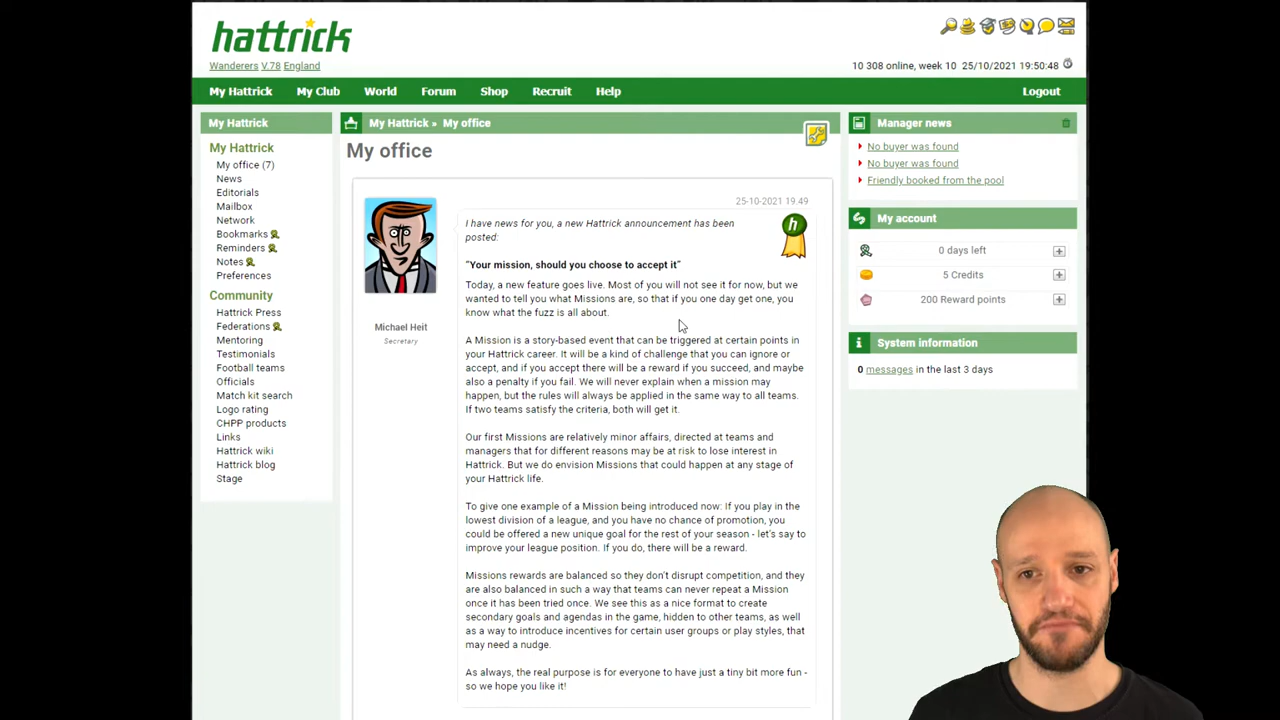 hattrick
Wanderers V.78 England
10 308 online, week 10 25/10/2021 19:50:48
My Hattrick My Club World Forum Shop Recruit Help Logout
My Hattrick
My Hattrick
My office (7)
News
Editorials
Mailbox
Network
Bookmarks
Reminders
Notes
Preferences
Community
Hattrick Press
Federations
Mentoring
Testimonials
Football teams
Officials
Match kit search
Logo rating
CHPP products
Links
Hattrick wiki
Hattrick blog
Stage
My Hattrick » My office
My office
25-10-2021 19.49
Michael Heit
Secretary
I have news for you, a new Hattrick announcement has been
posted:
h
"Your mission, should you choose to accept it"
Today, a new feature goes live. Most of you will not see it for now, but we
wanted to tell you what Missions are, so that if you one day get one, you
know what the fuzz is all about.
A Mission is a story-based event that can be triggered at certain points in
your Hattrick career. It will be a kind of challenge that you can ignore or
accept, and if you accept there will be a reward if you succeed, and maybe
also a penalty if you fail. We will never explain when a mission may
happen, but the rules will always be applied in the same way to all teams.
If two teams satisfy the criteria, both will get it.
Our first Missions are relatively minor affairs, directed at teams and
managers that for different reasons may be at risk to lose interest in
Hattrick. But we do envision Missions that could happen at any stage of
your Hattrick life.
To give one example of a Mission being introduced now: If you play in the
lowest division of a league, and you have no chance of promotion, you
could be offered a new unique goal for the rest of your season - let's say to
improve your league position. If you do, there will be a reward.
Missions rewards are balanced so they don't disrupt competition, and they
are also balanced in such a way that teams can never repeat a Mission
once it has been tried once. We see this as a nice format to create
secondary goals and agendas in the game, hidden to other teams, as well
as a way to introduce incentives for certain user groups or play styles, that
may need a nudge.
As always, the real purpose is for everyone to have just a tiny bit more fun -
so we hope you like it!
Manager news
No buyer was found
No buyer was found
Friendly booked from the pool
My account
0 days left
5 Credits
200 Reward points
System information
0 messages in the last 3 days